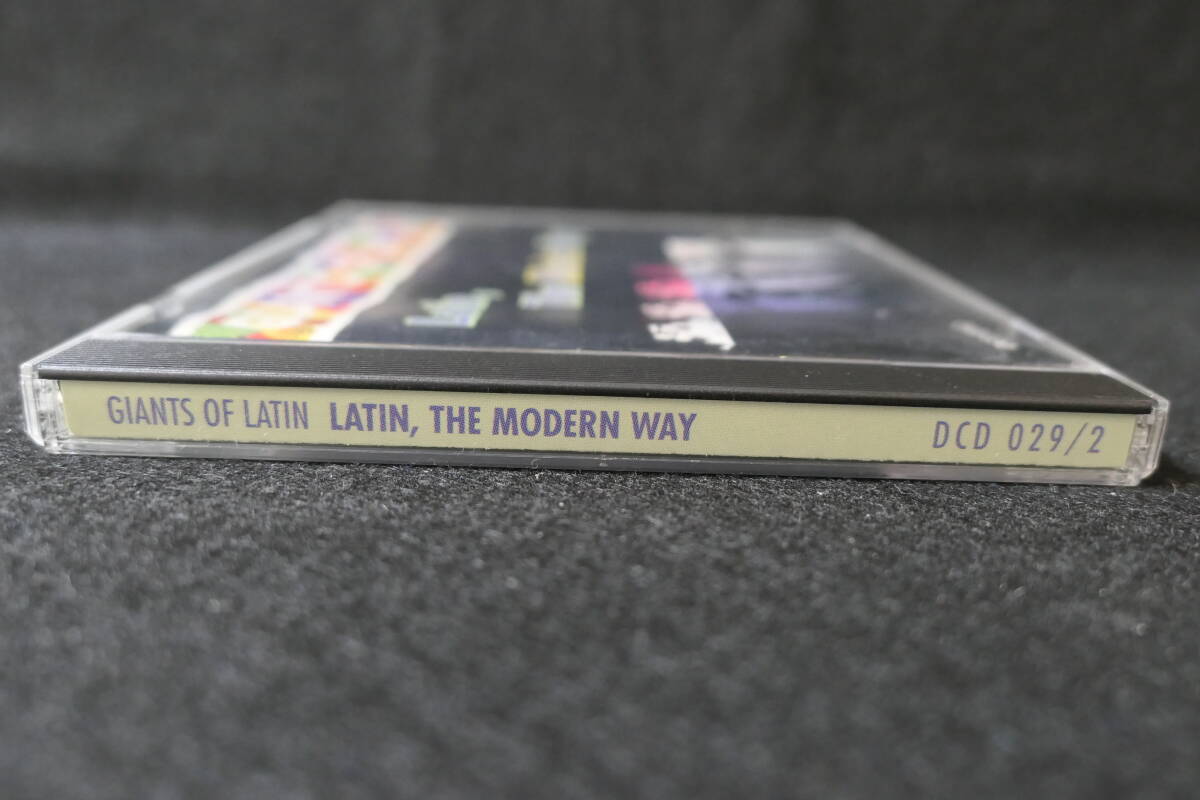 GIANTS OF LATIN LATIN, THE MODERN WAY DCD 029/2